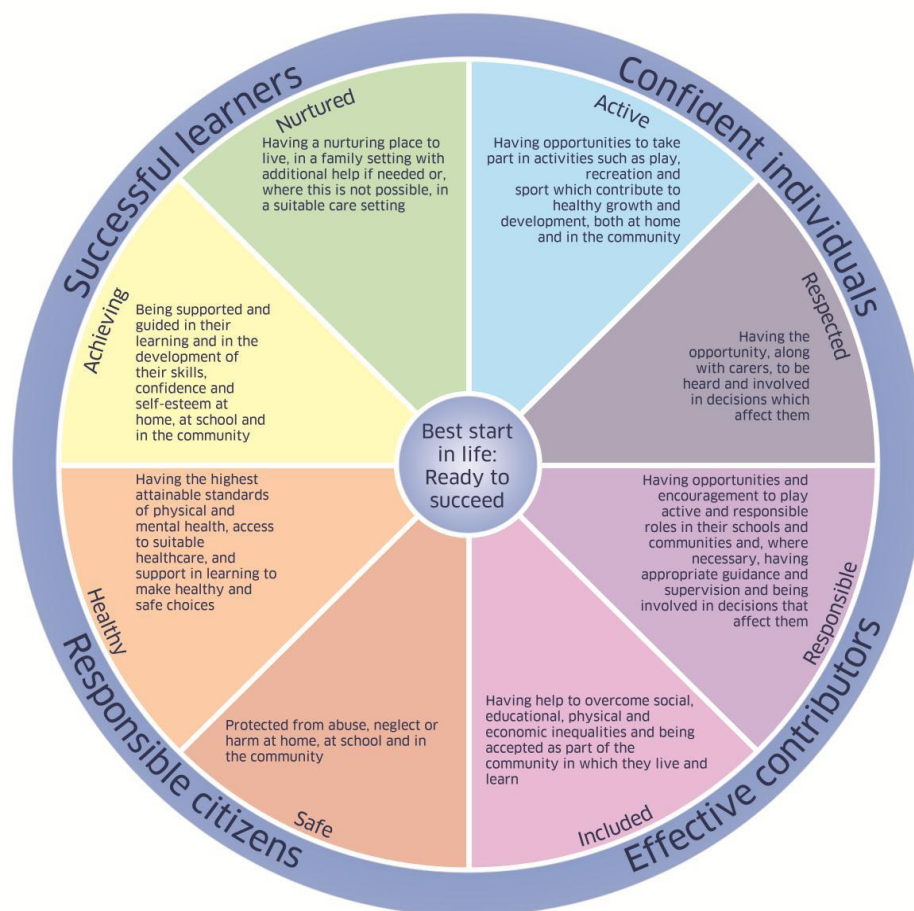 Successful learners
Confident individuals
Nurtured
Having a nurturing place to
live, in a family setting with
additional help if needed or,
where this is not possible, in
a suitable care setting
Active
Having opportunities to take
part in activities such as play,
recreation and
sport which contribute to
healthy growth and
development, both at home
and in the community
Achieving
Being supported and
guided in their
learning and in the
development of
their skills,
confidence and
self-esteem at
home, at school and
in the community
Respected
Having the
opportunity, along
with carers, to be
heard and involved
in decisions which
affect them
Best start
in life:
Ready to
succeed
Healthy
Having the highest
attainable standards
of physical and
mental health, access
to suitable
healthcare, and
support in learning to
make healthy and
safe choices
Responsible
Having opportunities and
encouragement to play
active and responsible
roles in their schools and
communities and, where
necessary, having
appropriate guidance and
supervision and being
involved in decisions that
affect them
Safe
Protected from abuse, neglect or
harm at home, at school and in
the community
Included
Having help to overcome social,
educational, physical and
economic inequalities and being
accepted as part of the
community in which they live and
learn
Responsible citizens
Effective contributors